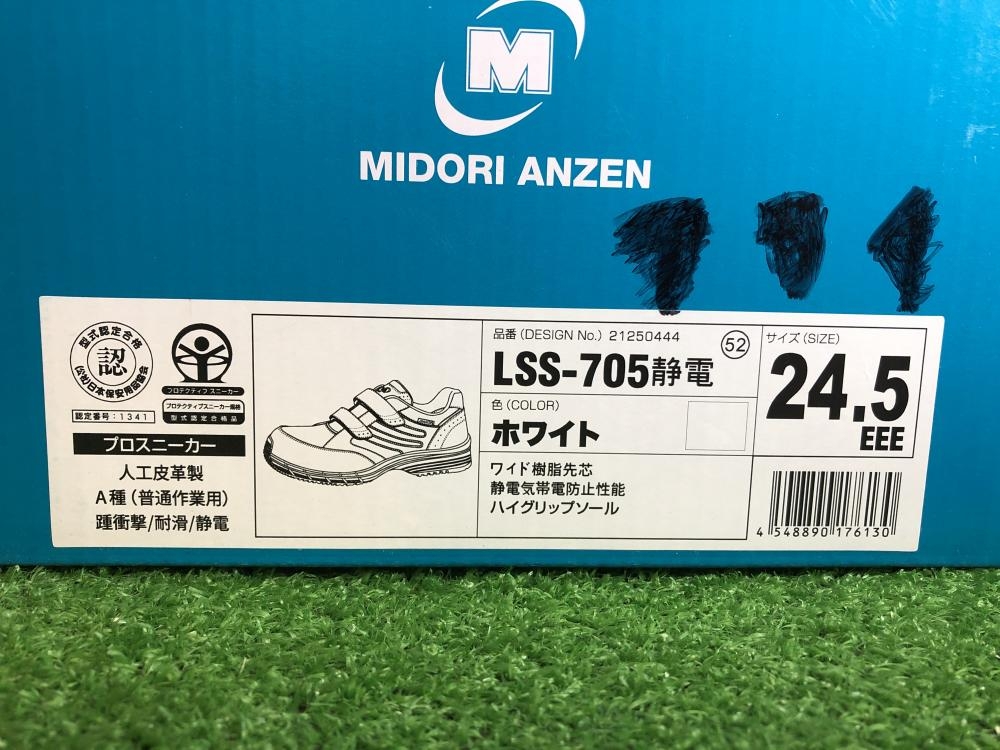 M
MIDORI ANZEN
型式認定合格
認
(公社)日本保安用品協会
認定番号:1341
プロテクティブ スニーカー
プロテクティブスニーカー規格
型式認定合格品
プロスニーカー
人工皮革製
A種(普通作業用)
踵衝撃/耐滑/静電
品番(DESIGN No.) 21250444
52
LSS-705静電
色(COLOR)
ホワイト
ワイド樹脂先芯
静電気帯電防止性能
ハイグリップソール
サイズ(SIZE)
24.5
EEE
4 548890 176130